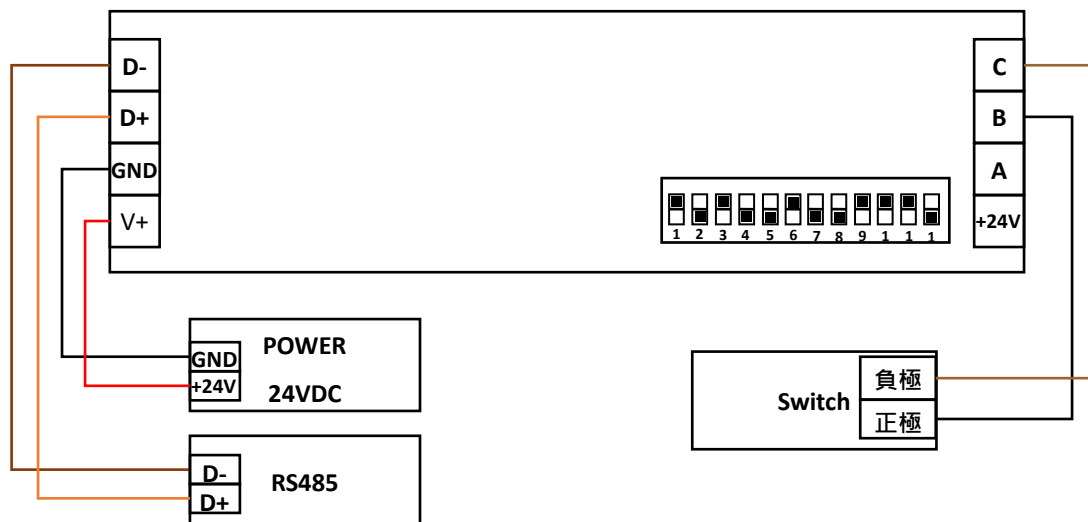 D-
D+
GND
V+
C
B
A
+24V
1 2 3 4 5 6 7 8 9 1 1 1
POWER
24VDC
GND
+24V
RS485
D-
D+
Switch
負極
正極